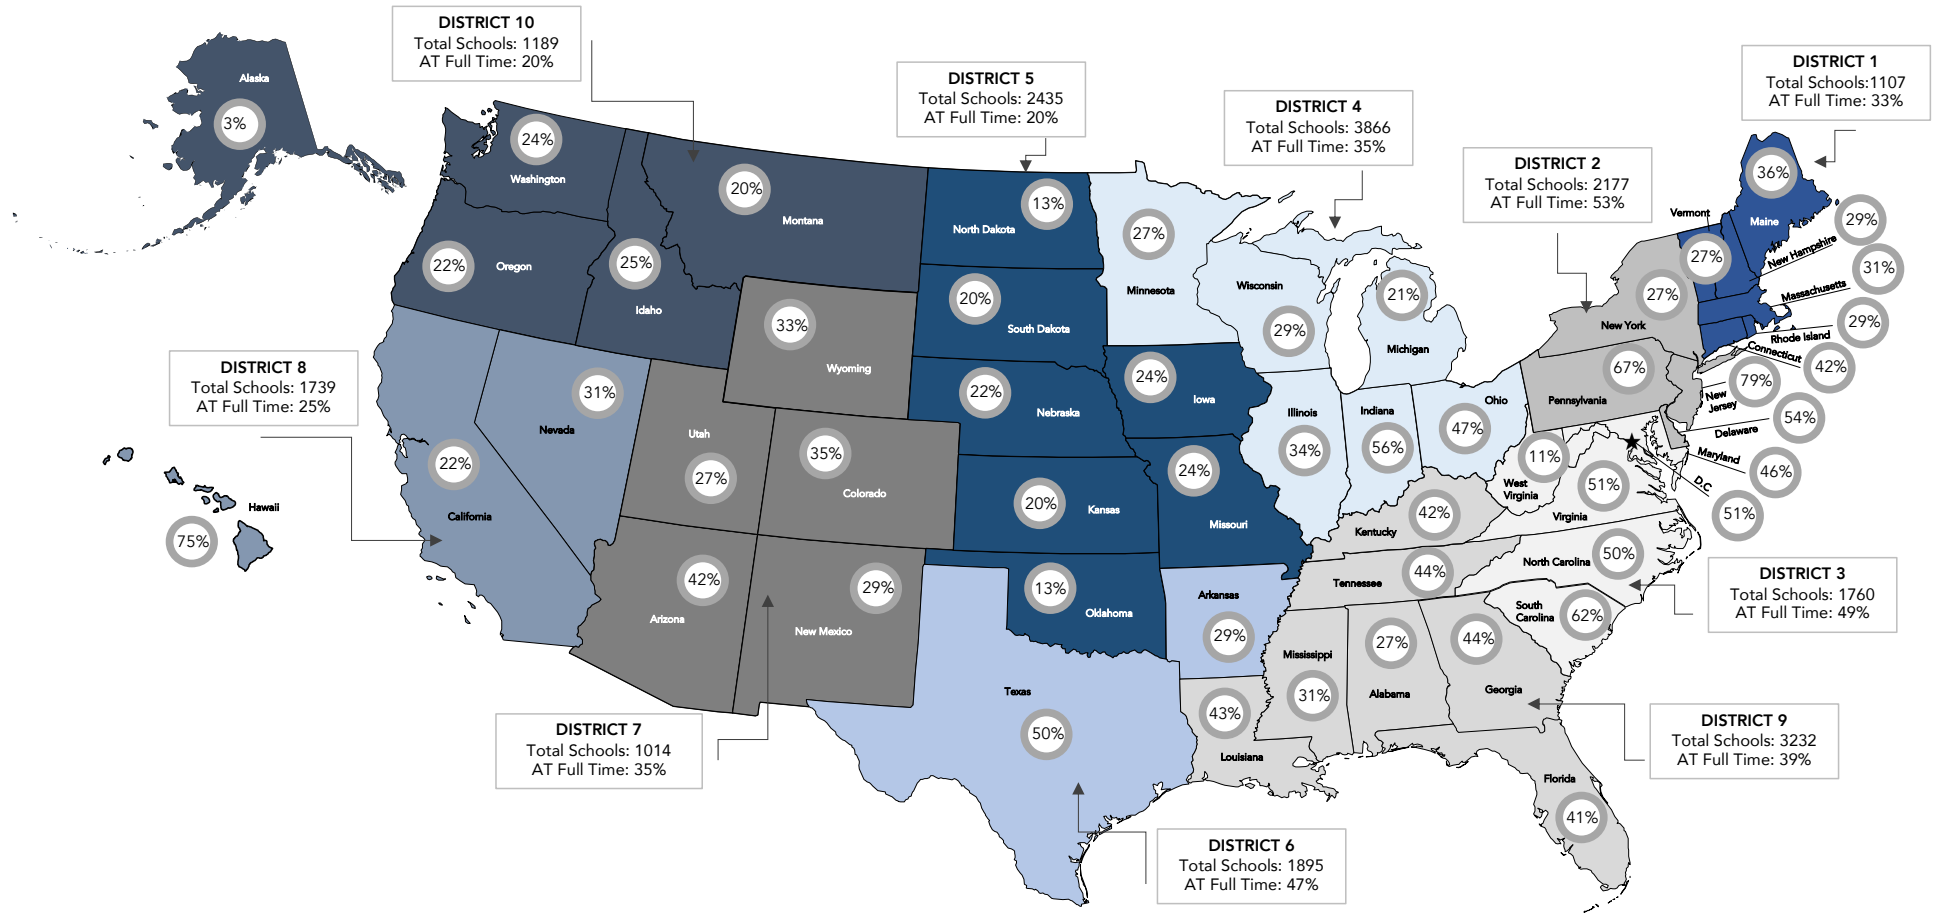 DISTRICT 10
Total Schools: 1189
AT Full Time: 20%
DISTRICT 5
Total Schools: 2435
AT Full Time: 20%
DISTRICT 4
Total Schools: 3866
AT Full Time: 35%
DISTRICT 1
Total Schools:1107
AT Full Time: 33%
DISTRICT 2
Total Schools: 2177
AT Full Time: 53%
DISTRICT 8
Total Schools: 1739
AT Full Time: 25%
DISTRICT 3
Total Schools: 1760
AT Full Time: 49%
DISTRICT 7
Total Schools: 1014
AT Full Time: 35%
DISTRICT 9
Total Schools: 3232
AT Full Time: 39%
DISTRICT 6
Total Schools: 1895
AT Full Time: 47%
Alaska
3%
24%
Washington
22%
Oregon
25%
Idaho
20%
Montana
33%
Wyoming
31%
Nevada
22%
California
Hawaii
75%
Utah
27%
35%
Colorado
42%
Arizona
29%
New Mexico
13%
North Dakota
20%
South Dakota
22%
Nebraska
20%
Kansas
13%
Oklahoma
24%
Iowa
24%
Missouri
27%
Minnesota
Wisconsin
29%
21%
Michigan
Illinois
34%
Indiana
56%
Ohio
47%
Arkansas
29%
Texas
50%
43%
Louisiana
Mississippi
31%
27%
Alabama
44%
Georgia
Florida
41%
Kentucky
42%
Tennessee
44%
North Carolina
50%
South
Carolina
62%
11%
West
Virginia
51%
Virginia
36%
Maine
Vermont
27%
New Hampshire
29%
Massachusetts
31%
Rhode Island
29%
Connecticut
42%
27%
New York
67%
Pennsylvania
New
Jersey
79%
Delaware
54%
Maryland
46%
D.C
51%